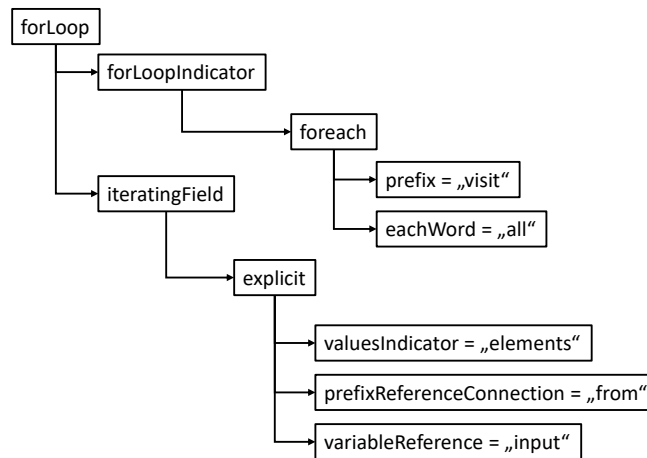 forLoop
forLoopIndicator
foreach
prefix = „visit“
iteratingField
eachWord = „all“
explicit
valuesIndicator = „elements“
prefixReferenceConnection = „from“
variableReference = „input“